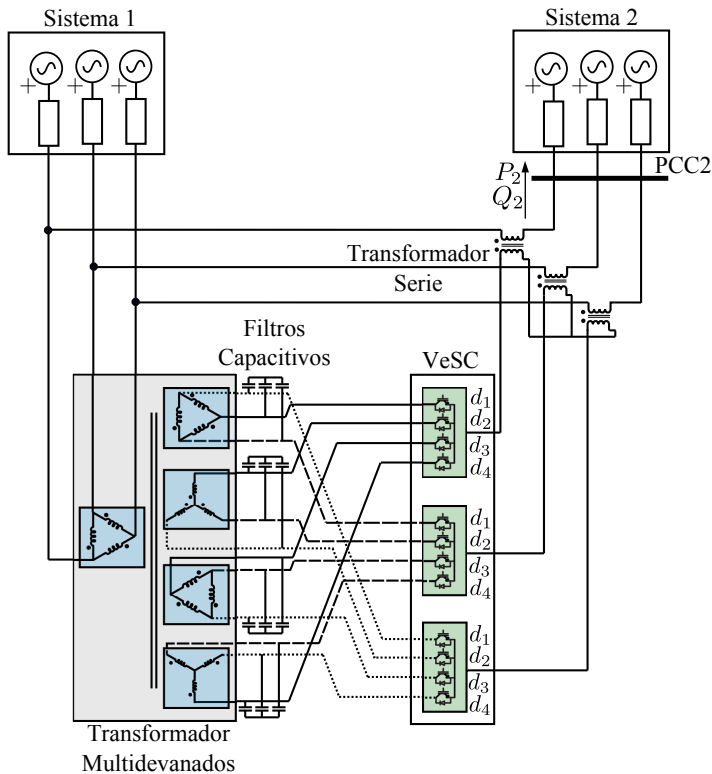 Sistema 1
Sistema 2
+
+
+
+
+
+
PCC2
P₂
Q₂
Transformador
Serie
Filtros
Capacitivos
VeSC
d₁
d₂
d₃
d₄
d₁
d₂
d₃
d₄
d₁
d₂
d₃
d₄
Transformador
Multidevanados